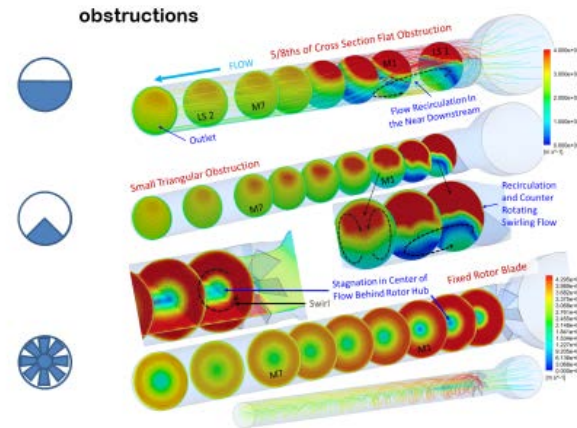 obstructions
5/8ths of Cross Section Flat Obstruction
FLOW
LS 1
M1
M7
LS 2
Outlet
Flow Recirculation In
the Near Downstream
Small Triangular Obstruction
M1
M7
Recirculation
and Counter
Rotating
Swirling Flow
Stagnation in Center of
Flow Behind Rotor Hub
Swirl
Fixed Rotor Blade
M1
M7